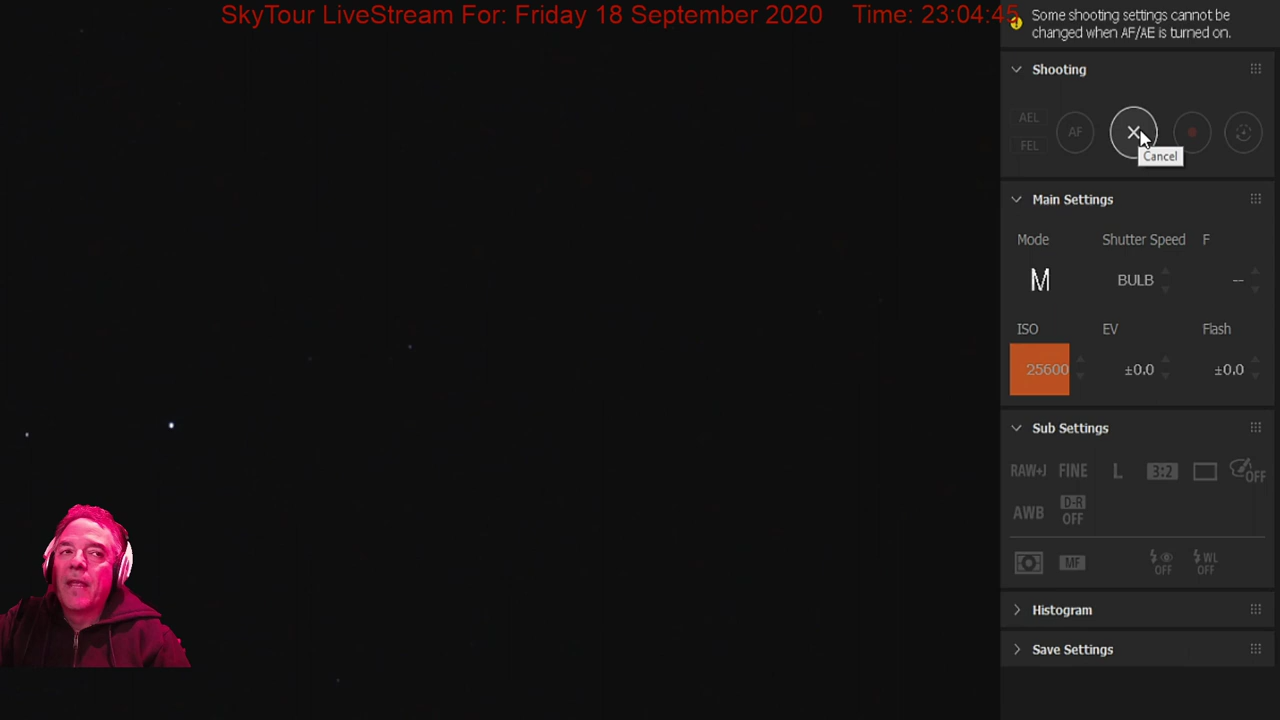 SkyTour LiveStream For: Friday 18 September 2020 Time: 23:04:45
Some shooting settings cannot be
changed when AF/AE is turned on.
Shooting
AEL
AF
FEL
Cancel
Main Settings
Mode Shutter Speed F
M BULB --
ISO EV Flash
25600 ±0.0 ±0.0
Sub Settings
RAW+J FINE L 3:2 OFF
AWB D-R OFF
MF OFF WL OFF
Histogram
Save Settings